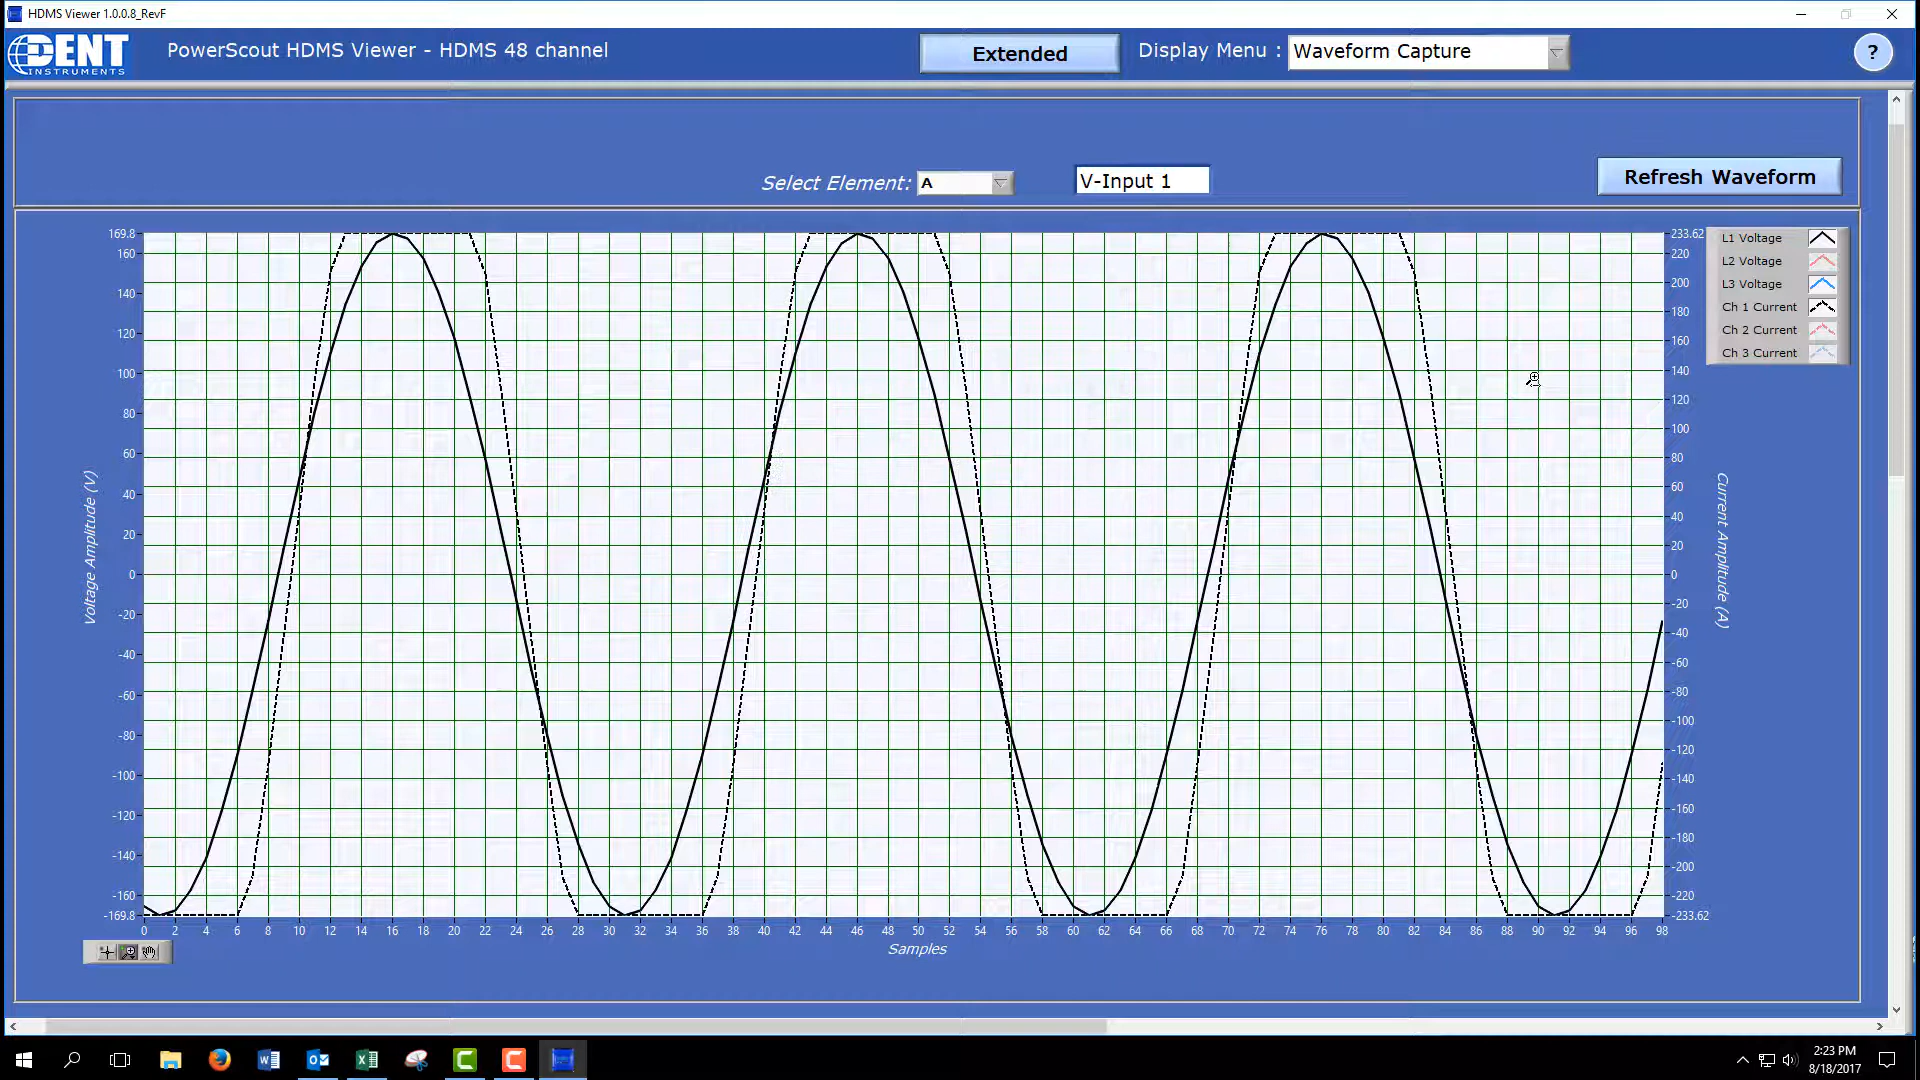 HDMS Viewer 1.0.0.8_RevF
DENT
INSTRUMENTS
PowerScout HDMS Viewer - HDMS 48 channel
Extended
Display Menu :
Waveform Capture
?
Select Element:
A
V-Input 1
Refresh Waveform
169.8
160
140
120
100
80
60
40
20
0
-20
-40
-60
-80
-100
-120
-140
-160
-169.8
Voltage Amplitude (V)
233.62
220
200
180
160
140
120
100
80
60
40
20
0
-20
-40
-60
-80
-100
-120
-140
-160
-180
-200
-220
-233.62
Current Amplitude (A)
L1 Voltage
L2 Voltage
L3 Voltage
Ch 1 Current
Ch 2 Current
Ch 3 Current
0 2 4 6 8 10 12 14 16 18 20 22 24 26 28 30 32 34 36 38 40 42 44 46 48 50 52 54 56 58 60 62 64 66 68 70 72 74 76 78 80 82 84 86 88 90 92 94 96 98
Samples
2:23 PM
8/18/2017